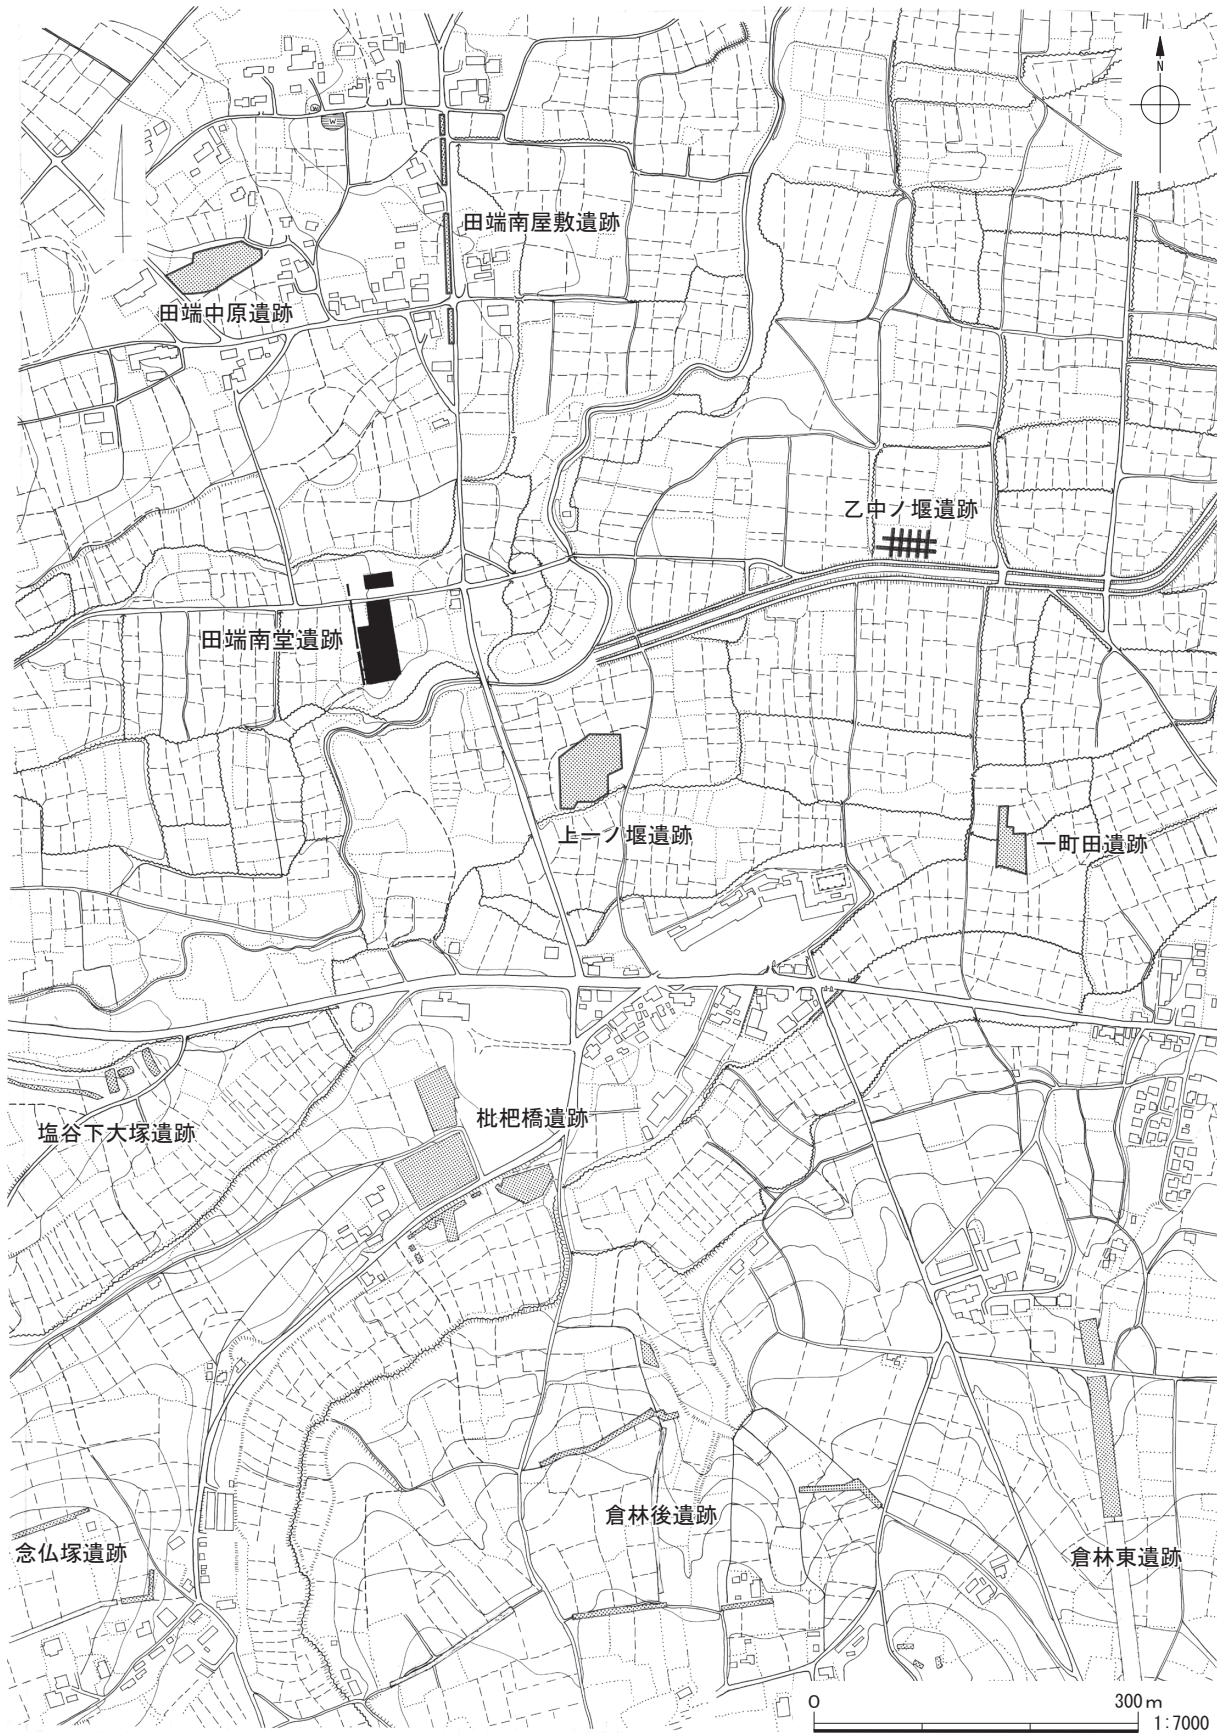 N
W
W
田端南屋敷遺跡
田端中原遺跡
乙中ノ堰遺跡
田端南堂遺跡
上一ノ堰遺跡
一町田遺跡
枇杷橋遺跡
塩谷下大塚遺跡
倉林後遺跡
念仏塚遺跡
倉林東遺跡
0 300m
1:7000